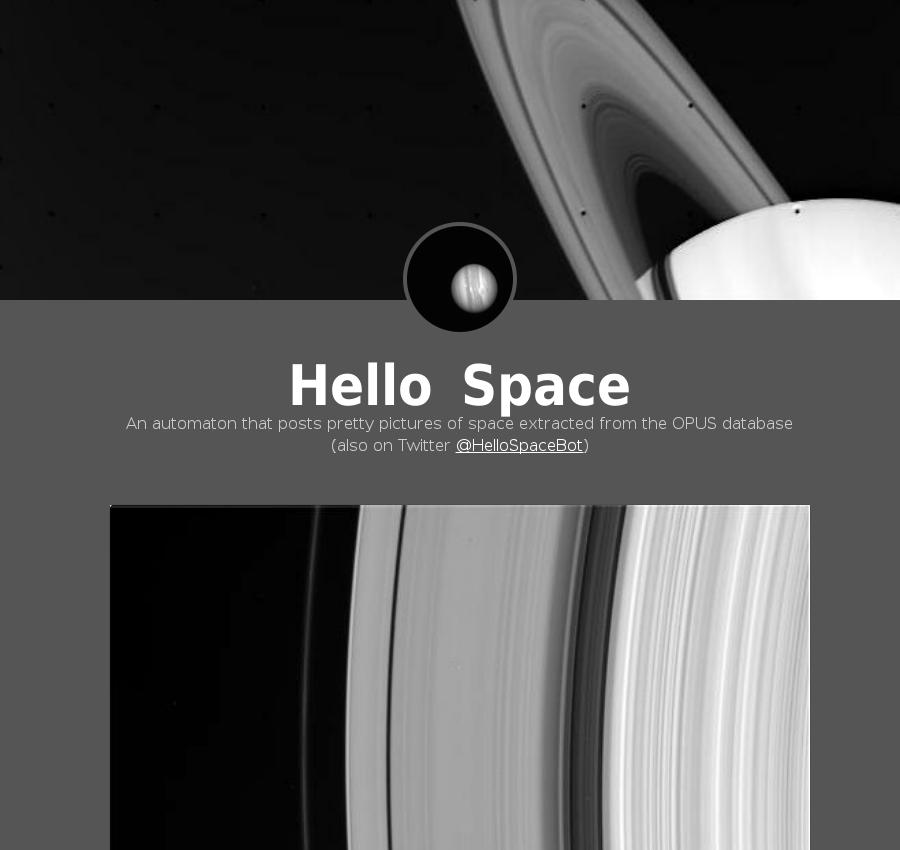 Hello Space
An automaton that posts pretty pictures of space extracted from the OPUS database
(also on Twitter @HelloSpaceBot)